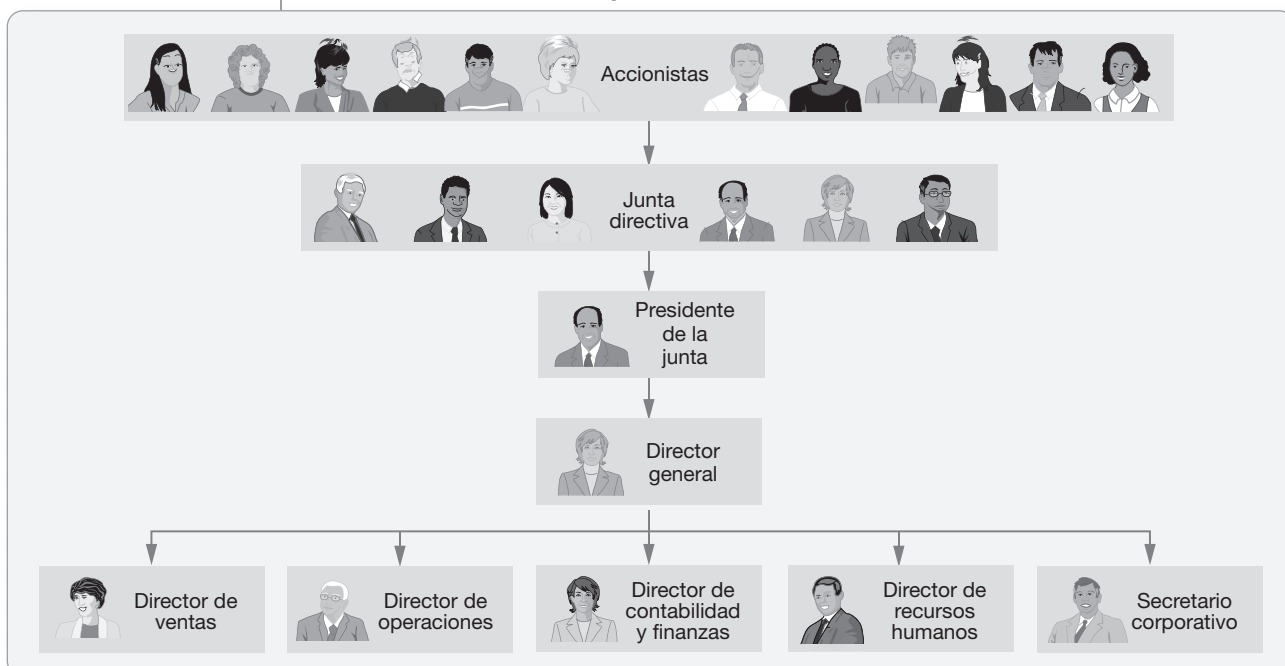 Accionistas
Junta
directiva
Presidente
de la
junta
Director
general
Director de
ventas
Director de
operaciones
Director de
contabilidad
y finanzas
Director de
recursos
humanos
Secretario
corporativo